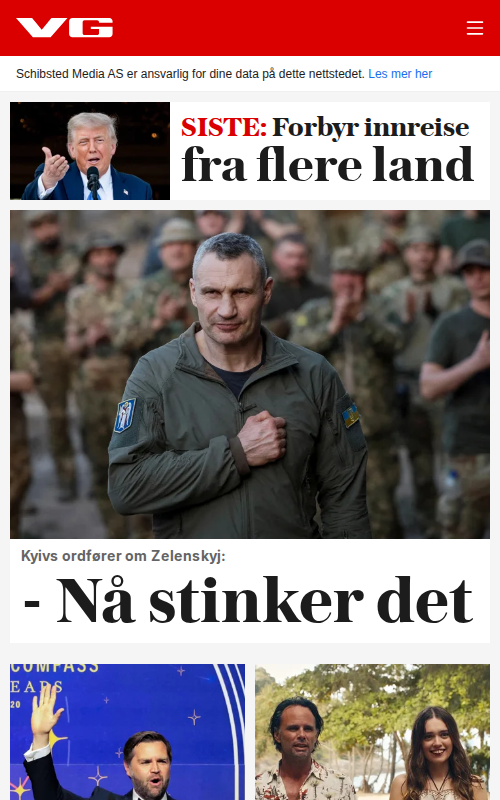 VG
Schibsted Media AS er ansvarlig for dine data på dette nettstedet. Les mer her
SISTE: Forbyr innreise
fra flere land
Kyivs ordfører om Zelenskyj:
- Nå stinker det
COMPASS
EARS
20